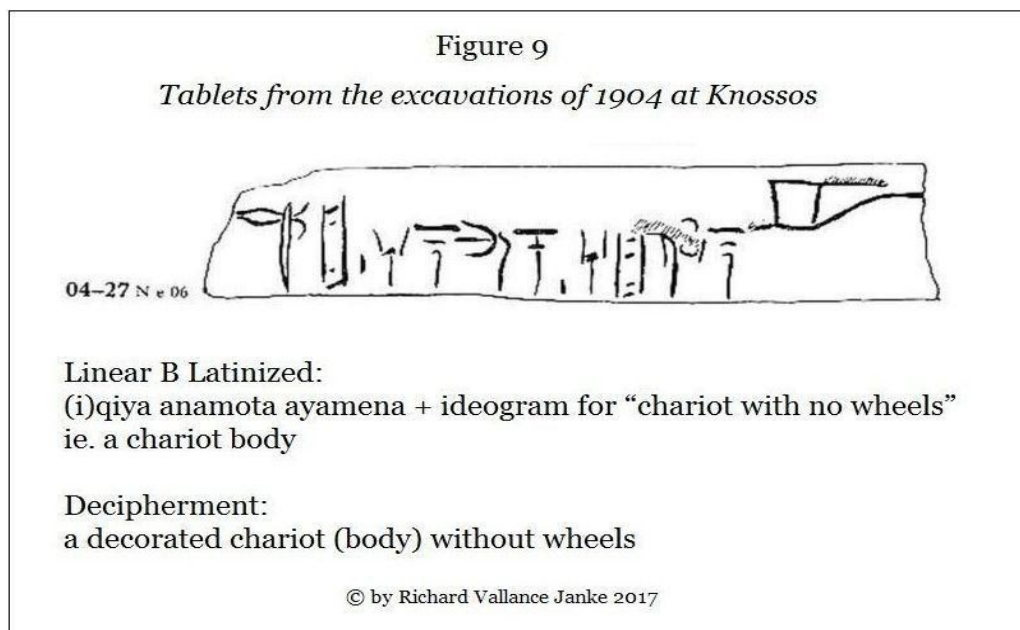 Figure 9
Tablets from the excavations of 1904 at Knossos
04–27 N e 06
Linear B Latinized:
(i)qiya anamota ayamena + ideogram for “chariot with no wheels”
ie. a chariot body
Decipherment:
a decorated chariot (body) without wheels
© by Richard Vallance Janke 2017